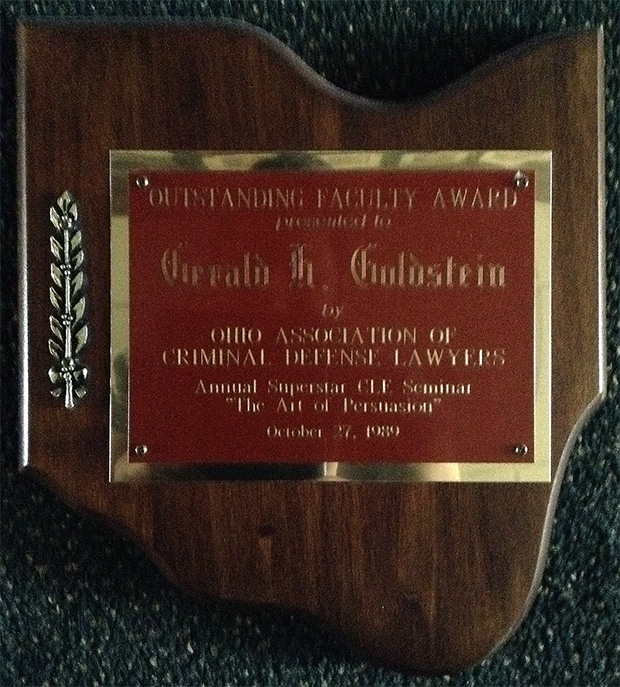 OUTSTANDING FACULTY AWARD
presented to
Gerald H. Goldstein
by
OHIO ASSOCIATION OF
CRIMINAL DEFENSE LAWYERS
Annual Superstar CLE Seminar
"The Art of Persuasion"
October 27, 1989